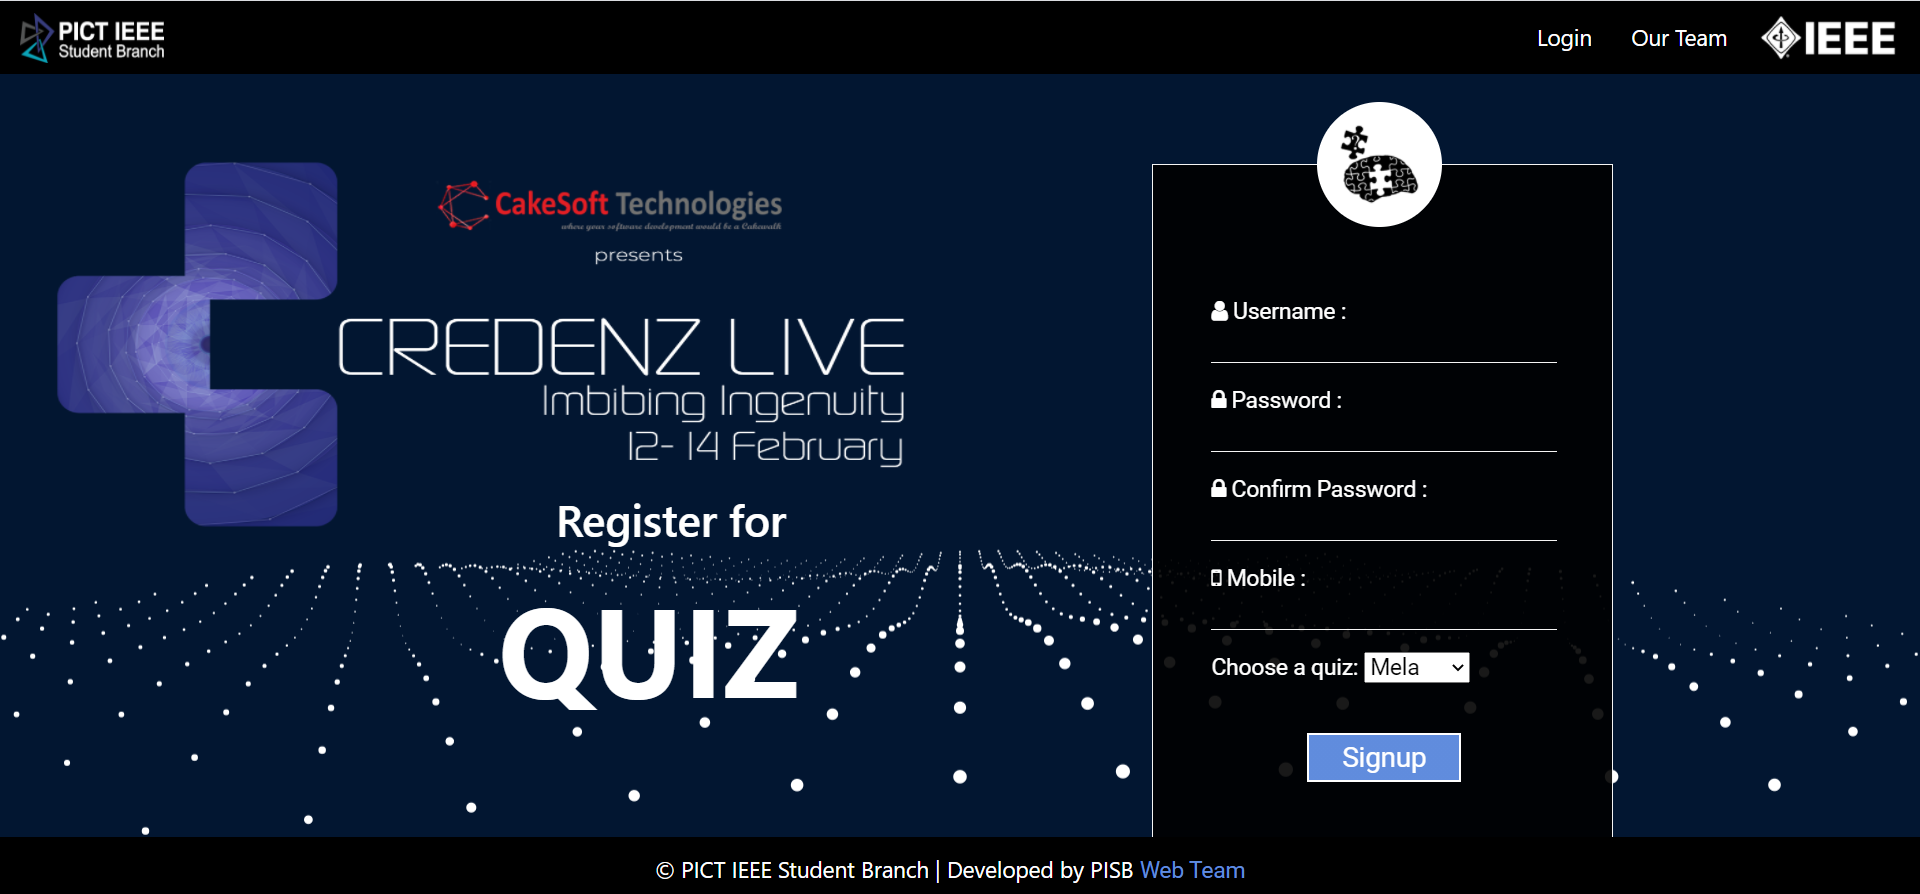 PICT IEEE
Student Branch
Login
Our Team
IEEE
CakeSoft Technologies
where your software development would be a Cakewalk
presents
CREDENZ LIVE
Imbibing Ingenuity
12- 14 February
Register for
QUIZ
?
Username :
Password :
Confirm Password :
Mobile :
Choose a quiz: Mela
Signup
© PICT IEEE Student Branch | Developed by PISB Web Team